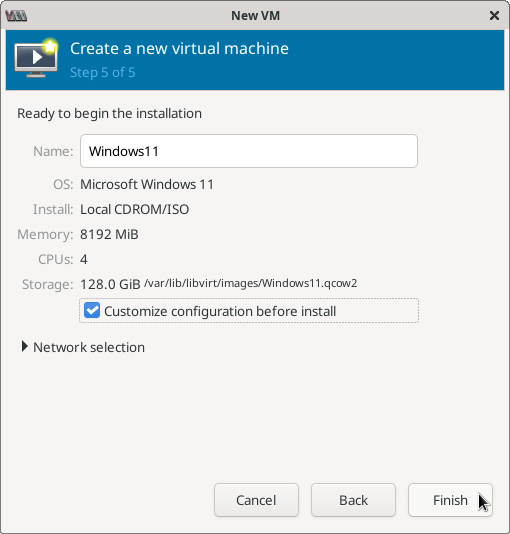 New VM
Create a new virtual machine
Step 5 of 5
Ready to begin the installation
Name: Windows11
OS: Microsoft Windows 11
Install: Local CDROM/ISO
Memory: 8192 MiB
CPUs: 4
Storage: 128.0 GiB /var/lib/libvirt/images/Windows11.qcow2
Customize configuration before install
Network selection
Cancel Back Finish